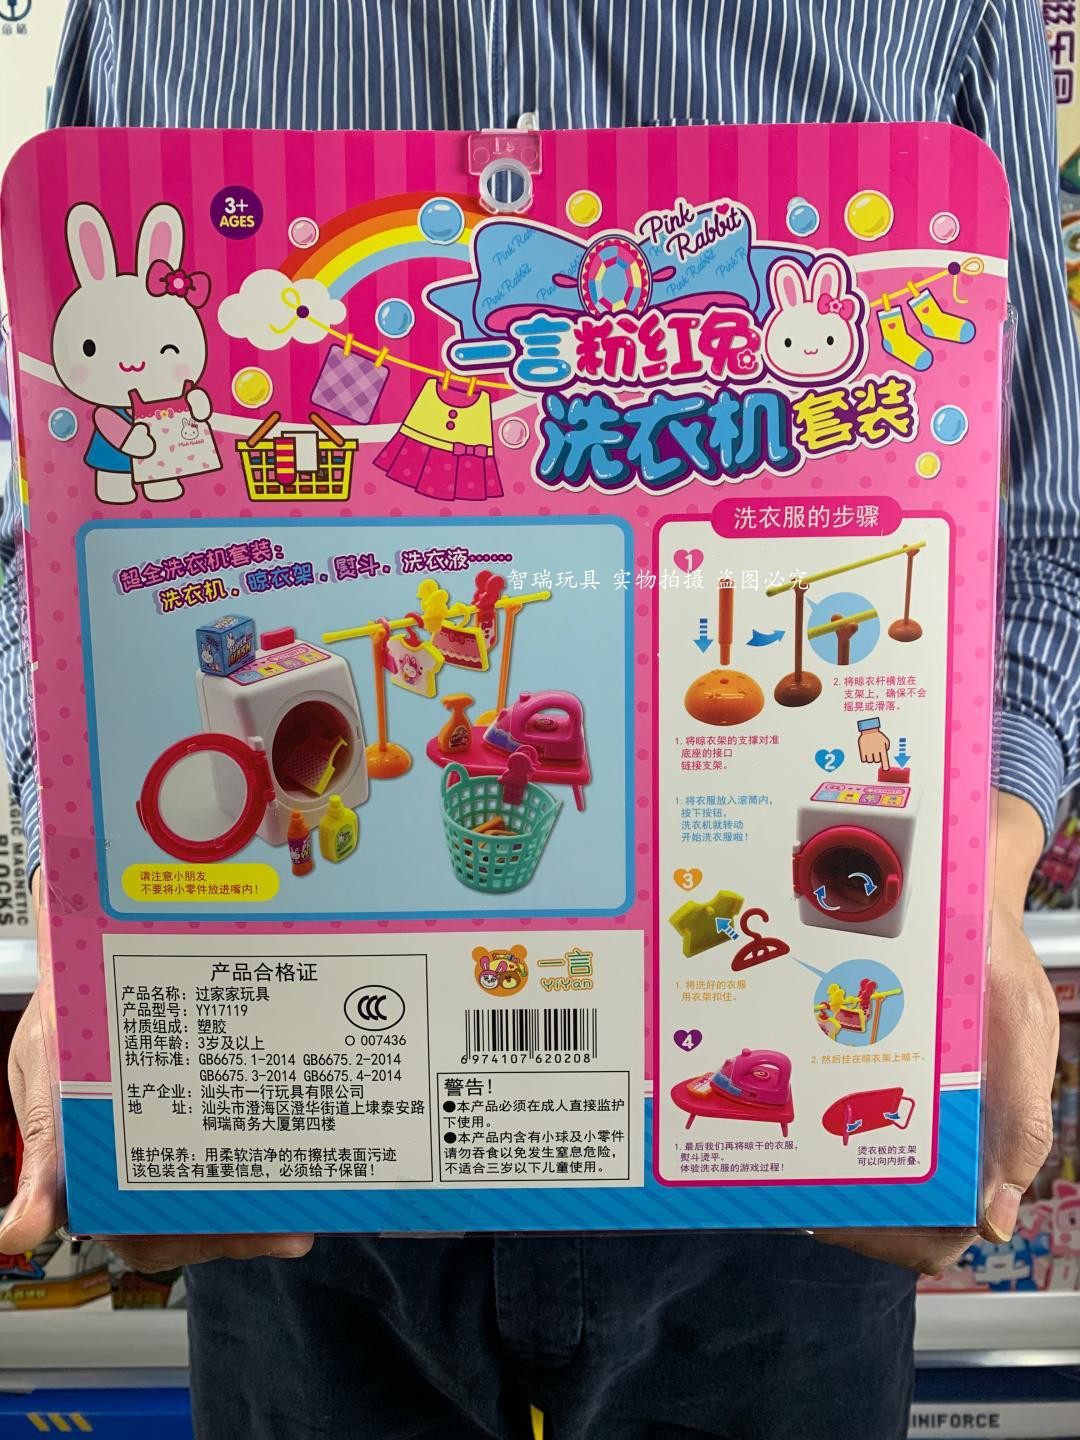 3+
AGES
Pink
Rabbit
Pink Rabbit
Pink Rabbit
Pink Rabbit
一言粉红兔
洗衣机套装
洗衣服的步骤
超全洗衣机套装:
洗衣机、晾衣架、熨斗、洗衣液……
智瑞玩具 实物拍摄 盗图必究
请注意小朋友
不要将小零件放进嘴内!
1
2.将晾衣杆横放在
支架上，确保不会
摇晃或滑落。
1.将晾衣架的支撑对准
底座的接口
链接支架。
2
1.将衣服放入滚筒内，
按下按钮，
洗衣机就转动
开始洗衣服啦!
3
1.将洗好的衣服
用衣架扣住。
2.然后挂在晾衣架上晾干。
4
1.最后我们再将晾干的衣服，
熨斗烫平。
体验洗衣服的游戏过程!
烫衣板的支架
可以向内折叠。
产品合格证
产品名称：过家家玩具
产品型号：YY17119
材质组成：塑胶
适用年龄：3岁及以上
执行标准：GB6675.1-2014 GB6675.2-2014
GB6675.3-2014 GB6675.4-2014
生产企业：汕头市一行玩具有限公司
地 址：汕头市澄海区澄华街道上埭泰安路
桐瑞商务大厦第四楼
维护保养：用柔软洁净的布擦拭表面污迹
该包装含有重要信息，必须给予保留!
CCC
O 007436
一言
YiYan
6 974107 620208
警告!
●本产品必须在成人直接监护
下使用。
●本产品内含有小球及小零件
请勿吞食以免发生窒息危险，
不适合三岁以下儿童使用。
MAGIC MAGNETIC
BLOCKS
MINIFORCE